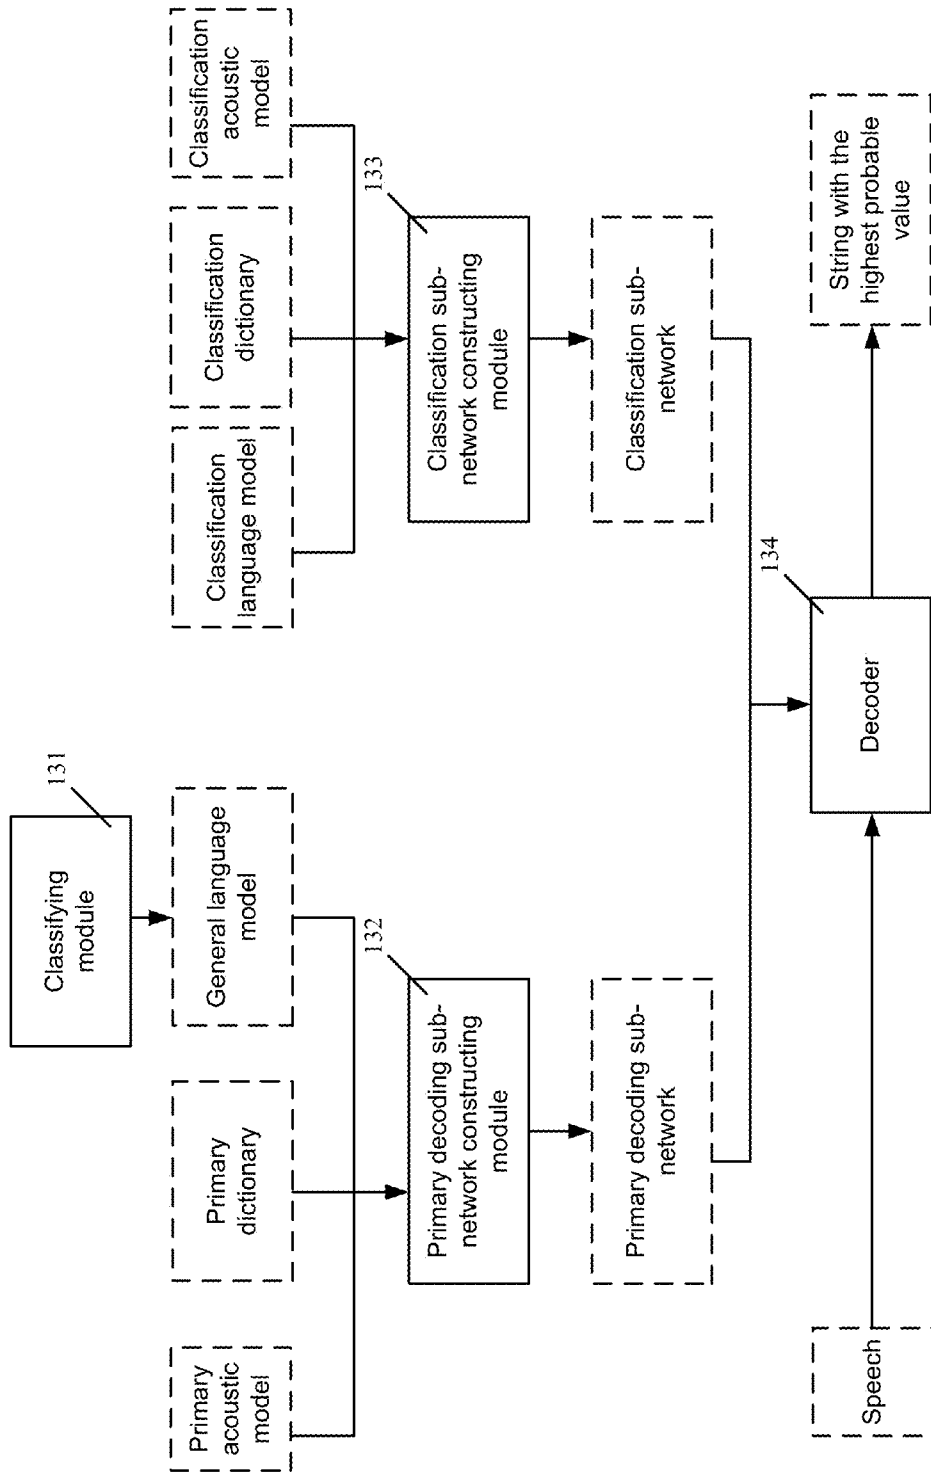 131
Classifying
module
Primary
acoustic
model
Primary
dictionary
General language
model
Classification
language model
Classification
dictionary
Classification
acoustic
model
132
Primary decoding sub-
network constructing
module
133
Classification sub-
network constructing
module
Primary decoding sub-
network
Classification sub-
network
134
Speech
Decoder
String with the
highest probable
value